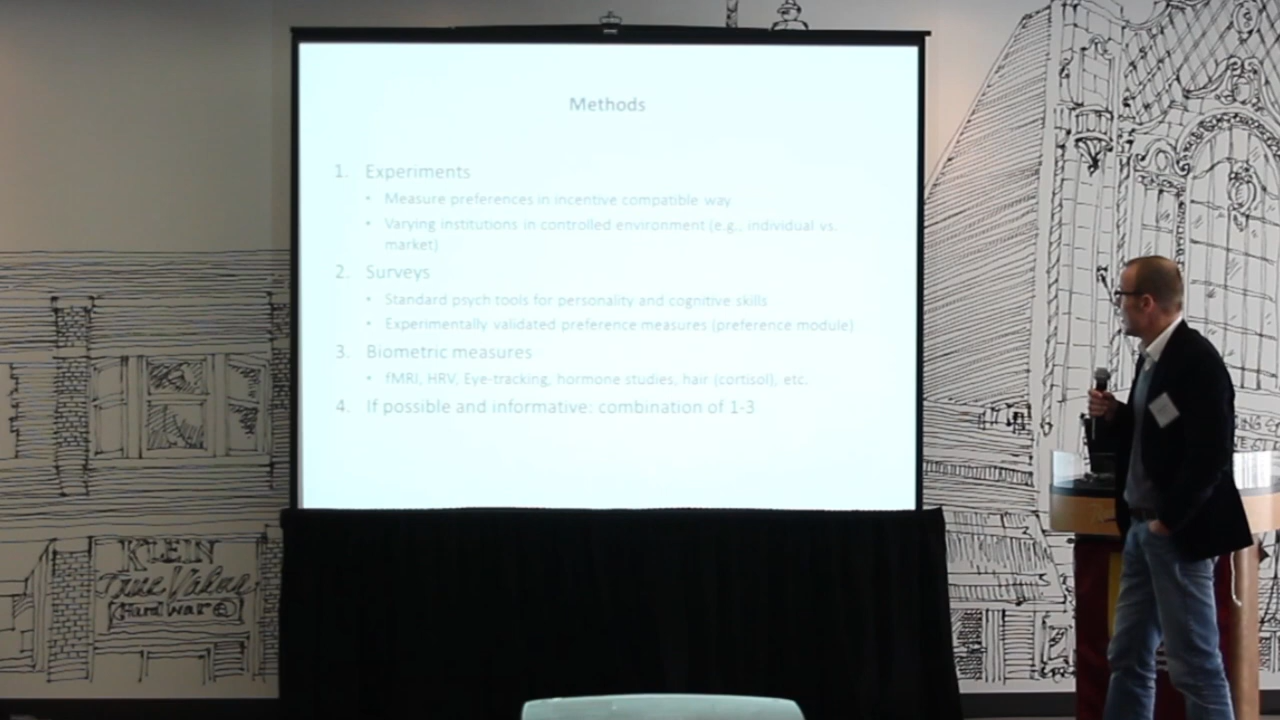 Methods
1. Experiments
• Measure preferences in incentive compatible way
• Varying institutions in controlled environment (e.g., individual vs.
market)
2. Surveys
• Standard psych tools for personality and cognitive skills
• Experimentally validated preference measures (preference module)
3. Biometric measures
• fMRI, HRV, Eye-tracking, hormone studies, hair (cortisol), etc.
4. If possible and informative: combination of 1-3
KLEIN
True Value
Hardware